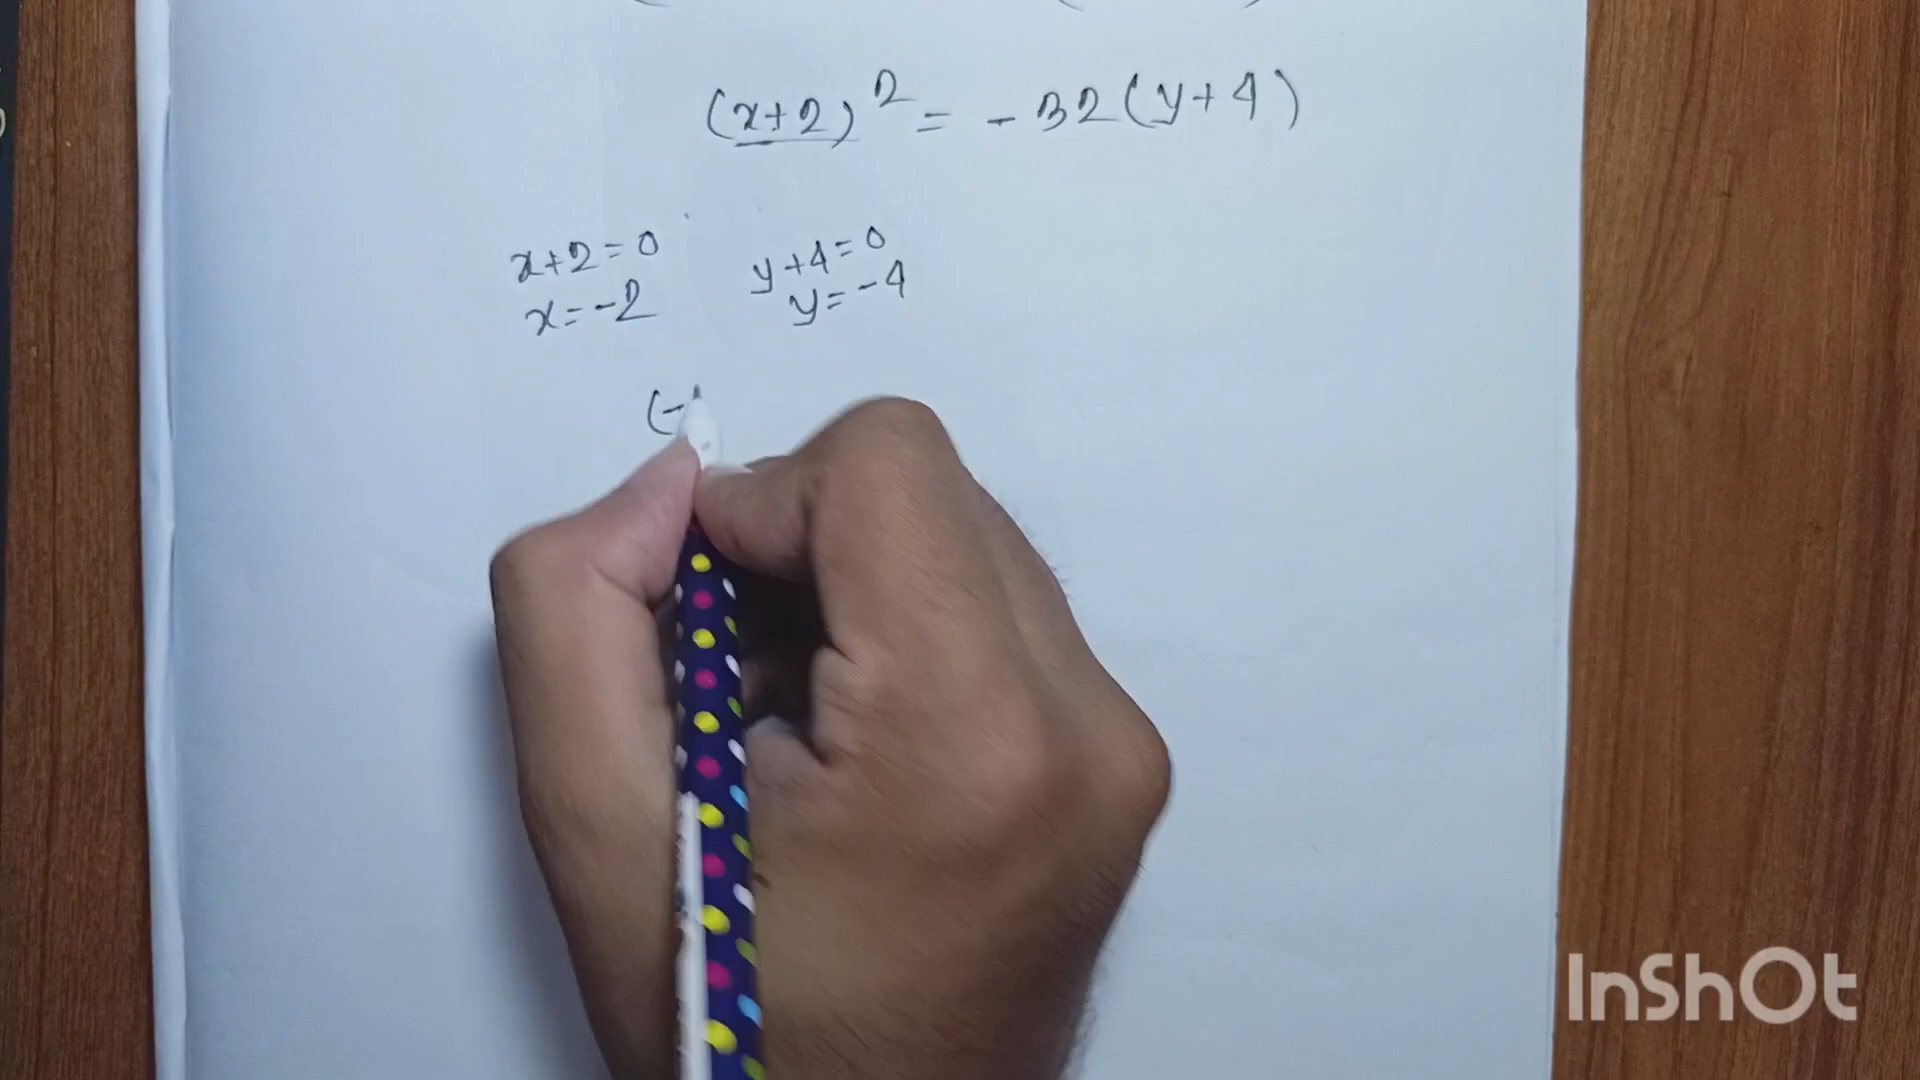 (x+2)² = -32(y+4)
x+2=0 y+4=0
x=-2 y=-4
(-
InShOt